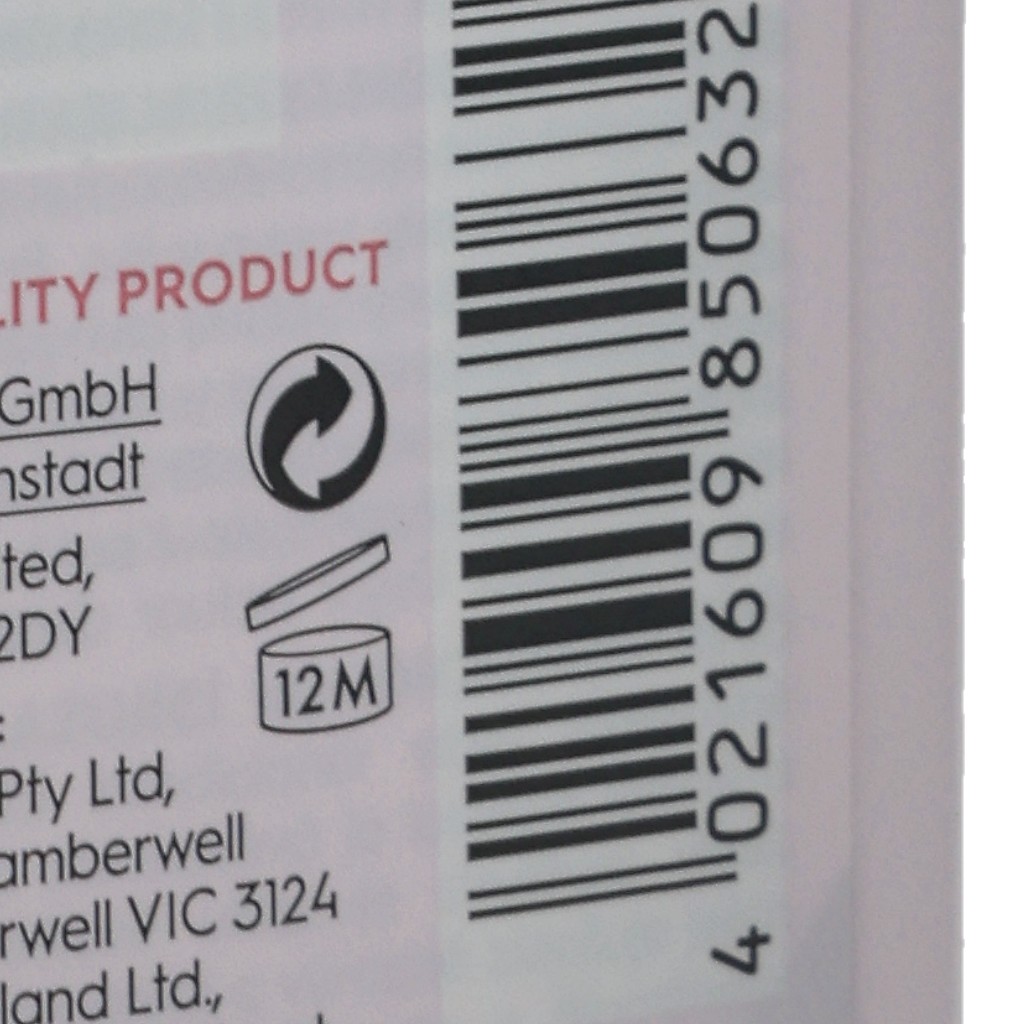 LITY PRODUCT
GmbH
nstadt
ted,
2DY
:
Pty Ltd,
amberwell
rwell VIC 3124
land Ltd.,
12M
4 021609 850632